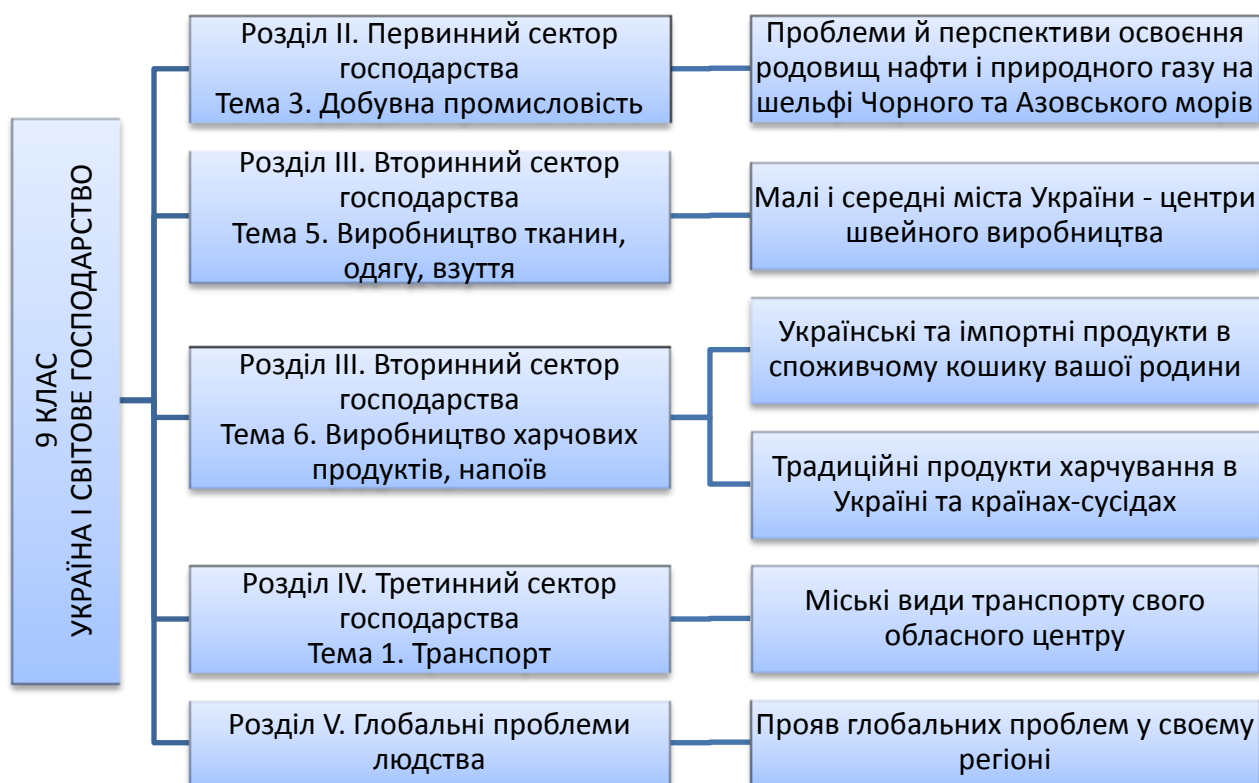 9 КЛАС
УКРАЇНА І СВІТОВЕ ГОСПОДАРСТВО
Розділ ІІ. Первинний сектор
господарства
Тема 3. Добувна промисловість
Проблеми й перспективи освоєння
родовищ нафти і природного газу на
шельфі Чорного та Азовського морів
Розділ ІІІ. Вторинний сектор
господарства
Тема 5. Виробництво тканин,
одягу, взуття
Малі і середні міста України - центри
швейного виробництва
Розділ ІІІ. Вторинний сектор
господарства
Тема 6. Виробництво харчових
продуктів, напоїв
Українські та імпортні продукти в
споживчому кошику вашої родини
Традиційні продукти харчування в
Україні та країнах-сусідах
Розділ IV. Третинний сектор
господарства
Тема 1. Транспорт
Міські види транспорту свого
обласного центру
Розділ V. Глобальні проблеми
людства
Прояв глобальних проблем у своєму
регіоні